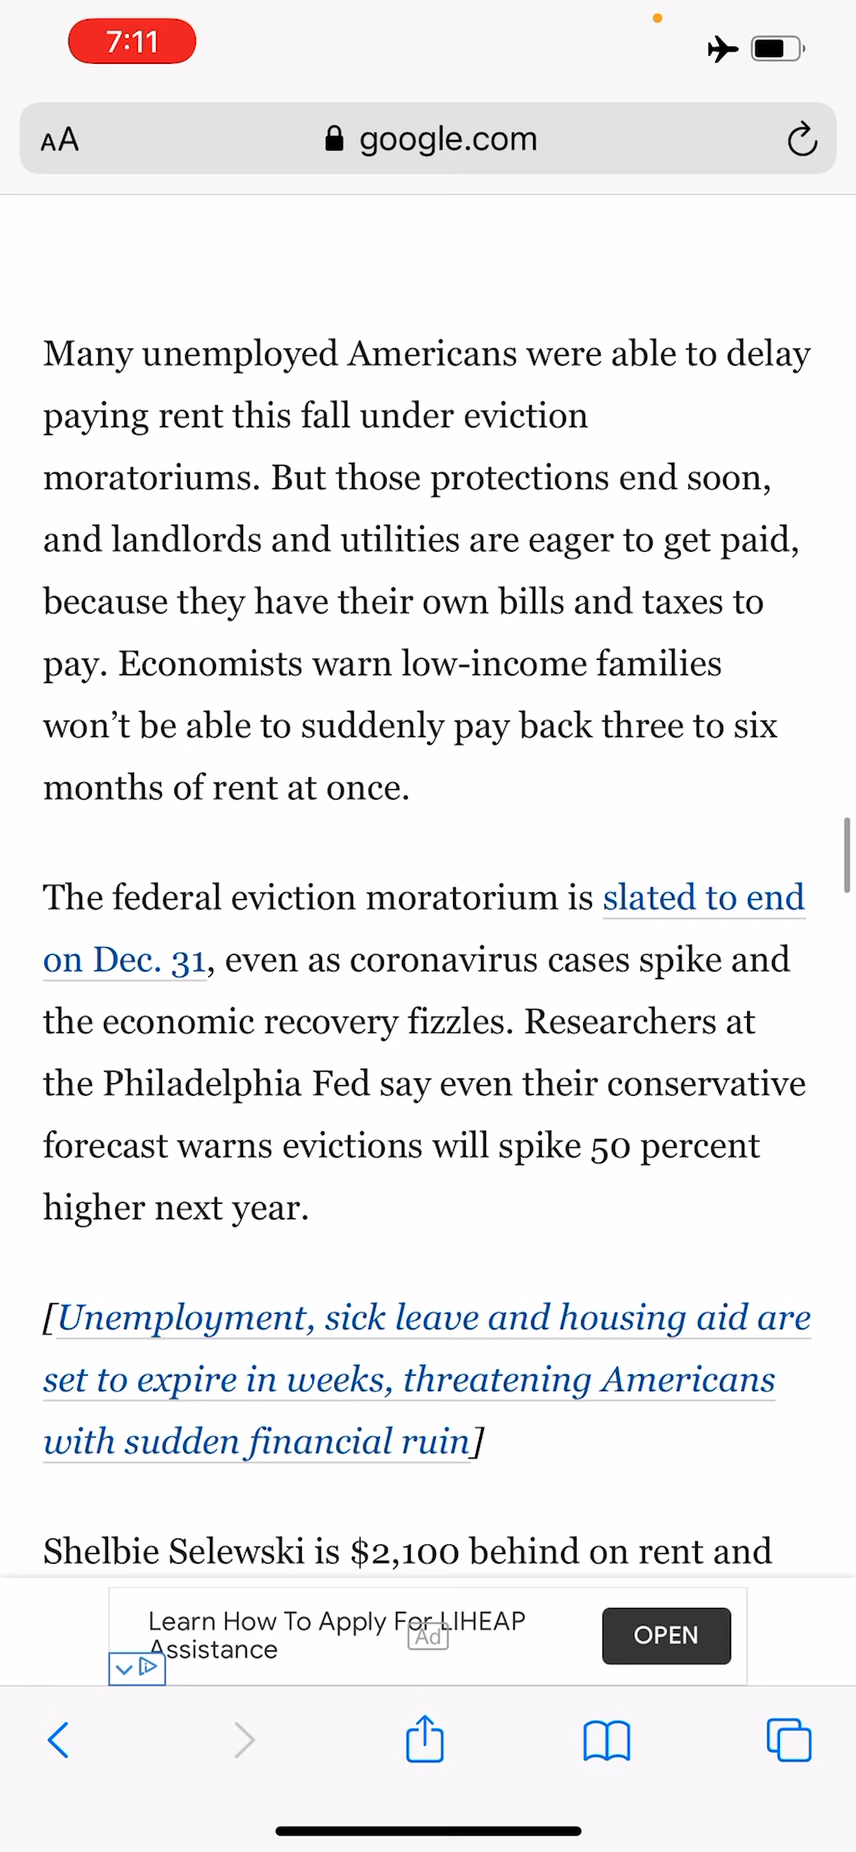 7:11
AA google.com
Many unemployed Americans were able to delay
paying rent this fall under eviction
moratoriums. But those protections end soon,
and landlords and utilities are eager to get paid,
because they have their own bills and taxes to
pay. Economists warn low-income families
won’t be able to suddenly pay back three to six
months of rent at once.
The federal eviction moratorium is slated to end
on Dec. 31, even as coronavirus cases spike and
the economic recovery fizzles. Researchers at
the Philadelphia Fed say even their conservative
forecast warns evictions will spike 50 percent
higher next year.
[Unemployment, sick leave and housing aid are
set to expire in weeks, threatening Americans
with sudden financial ruin]
Shelbie Selewski is $2,100 behind on rent and
Learn How To Apply For LIHEAP
Assistance
Ad
OPEN